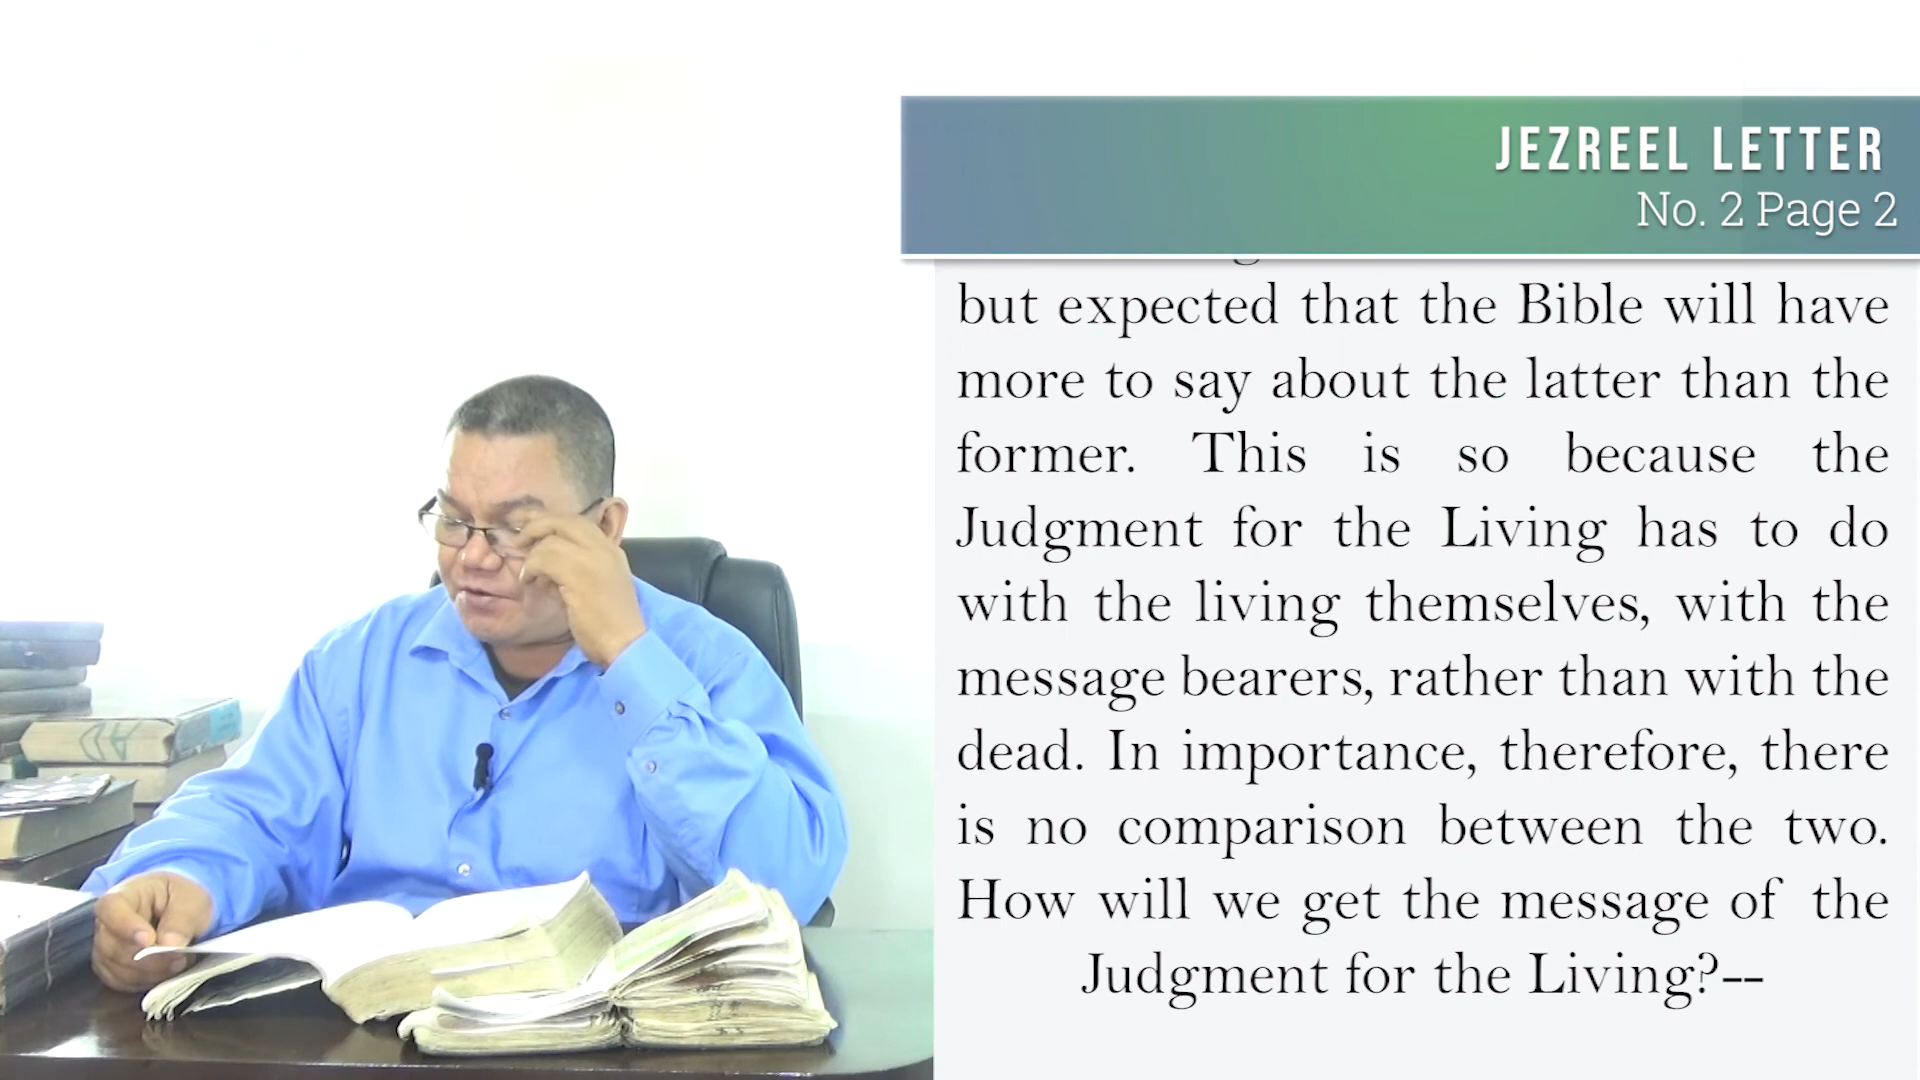 JEZREEL LETTER
No. 2 Page 2
but expected that the Bible will have
more to say about the latter than the
former. This is so because the
Judgment for the Living has to do
with the living themselves, with the
message bearers, rather than with the
dead. In importance, therefore, there
is no comparison between the two.
How will we get the message of the
Judgment for the Living?--